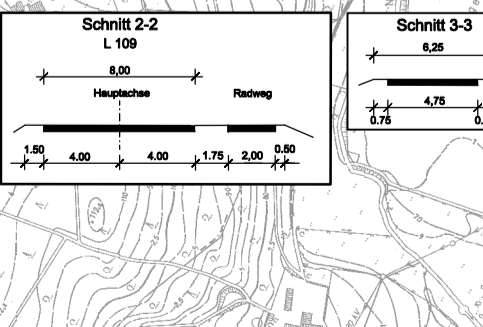 Schnitt 2-2
L 109
8,00
Hauptachse Radweg
1.50 4.00 4.00 1.75 2,00 0.50
Schnitt 3-3
6,25
4,75
0.75